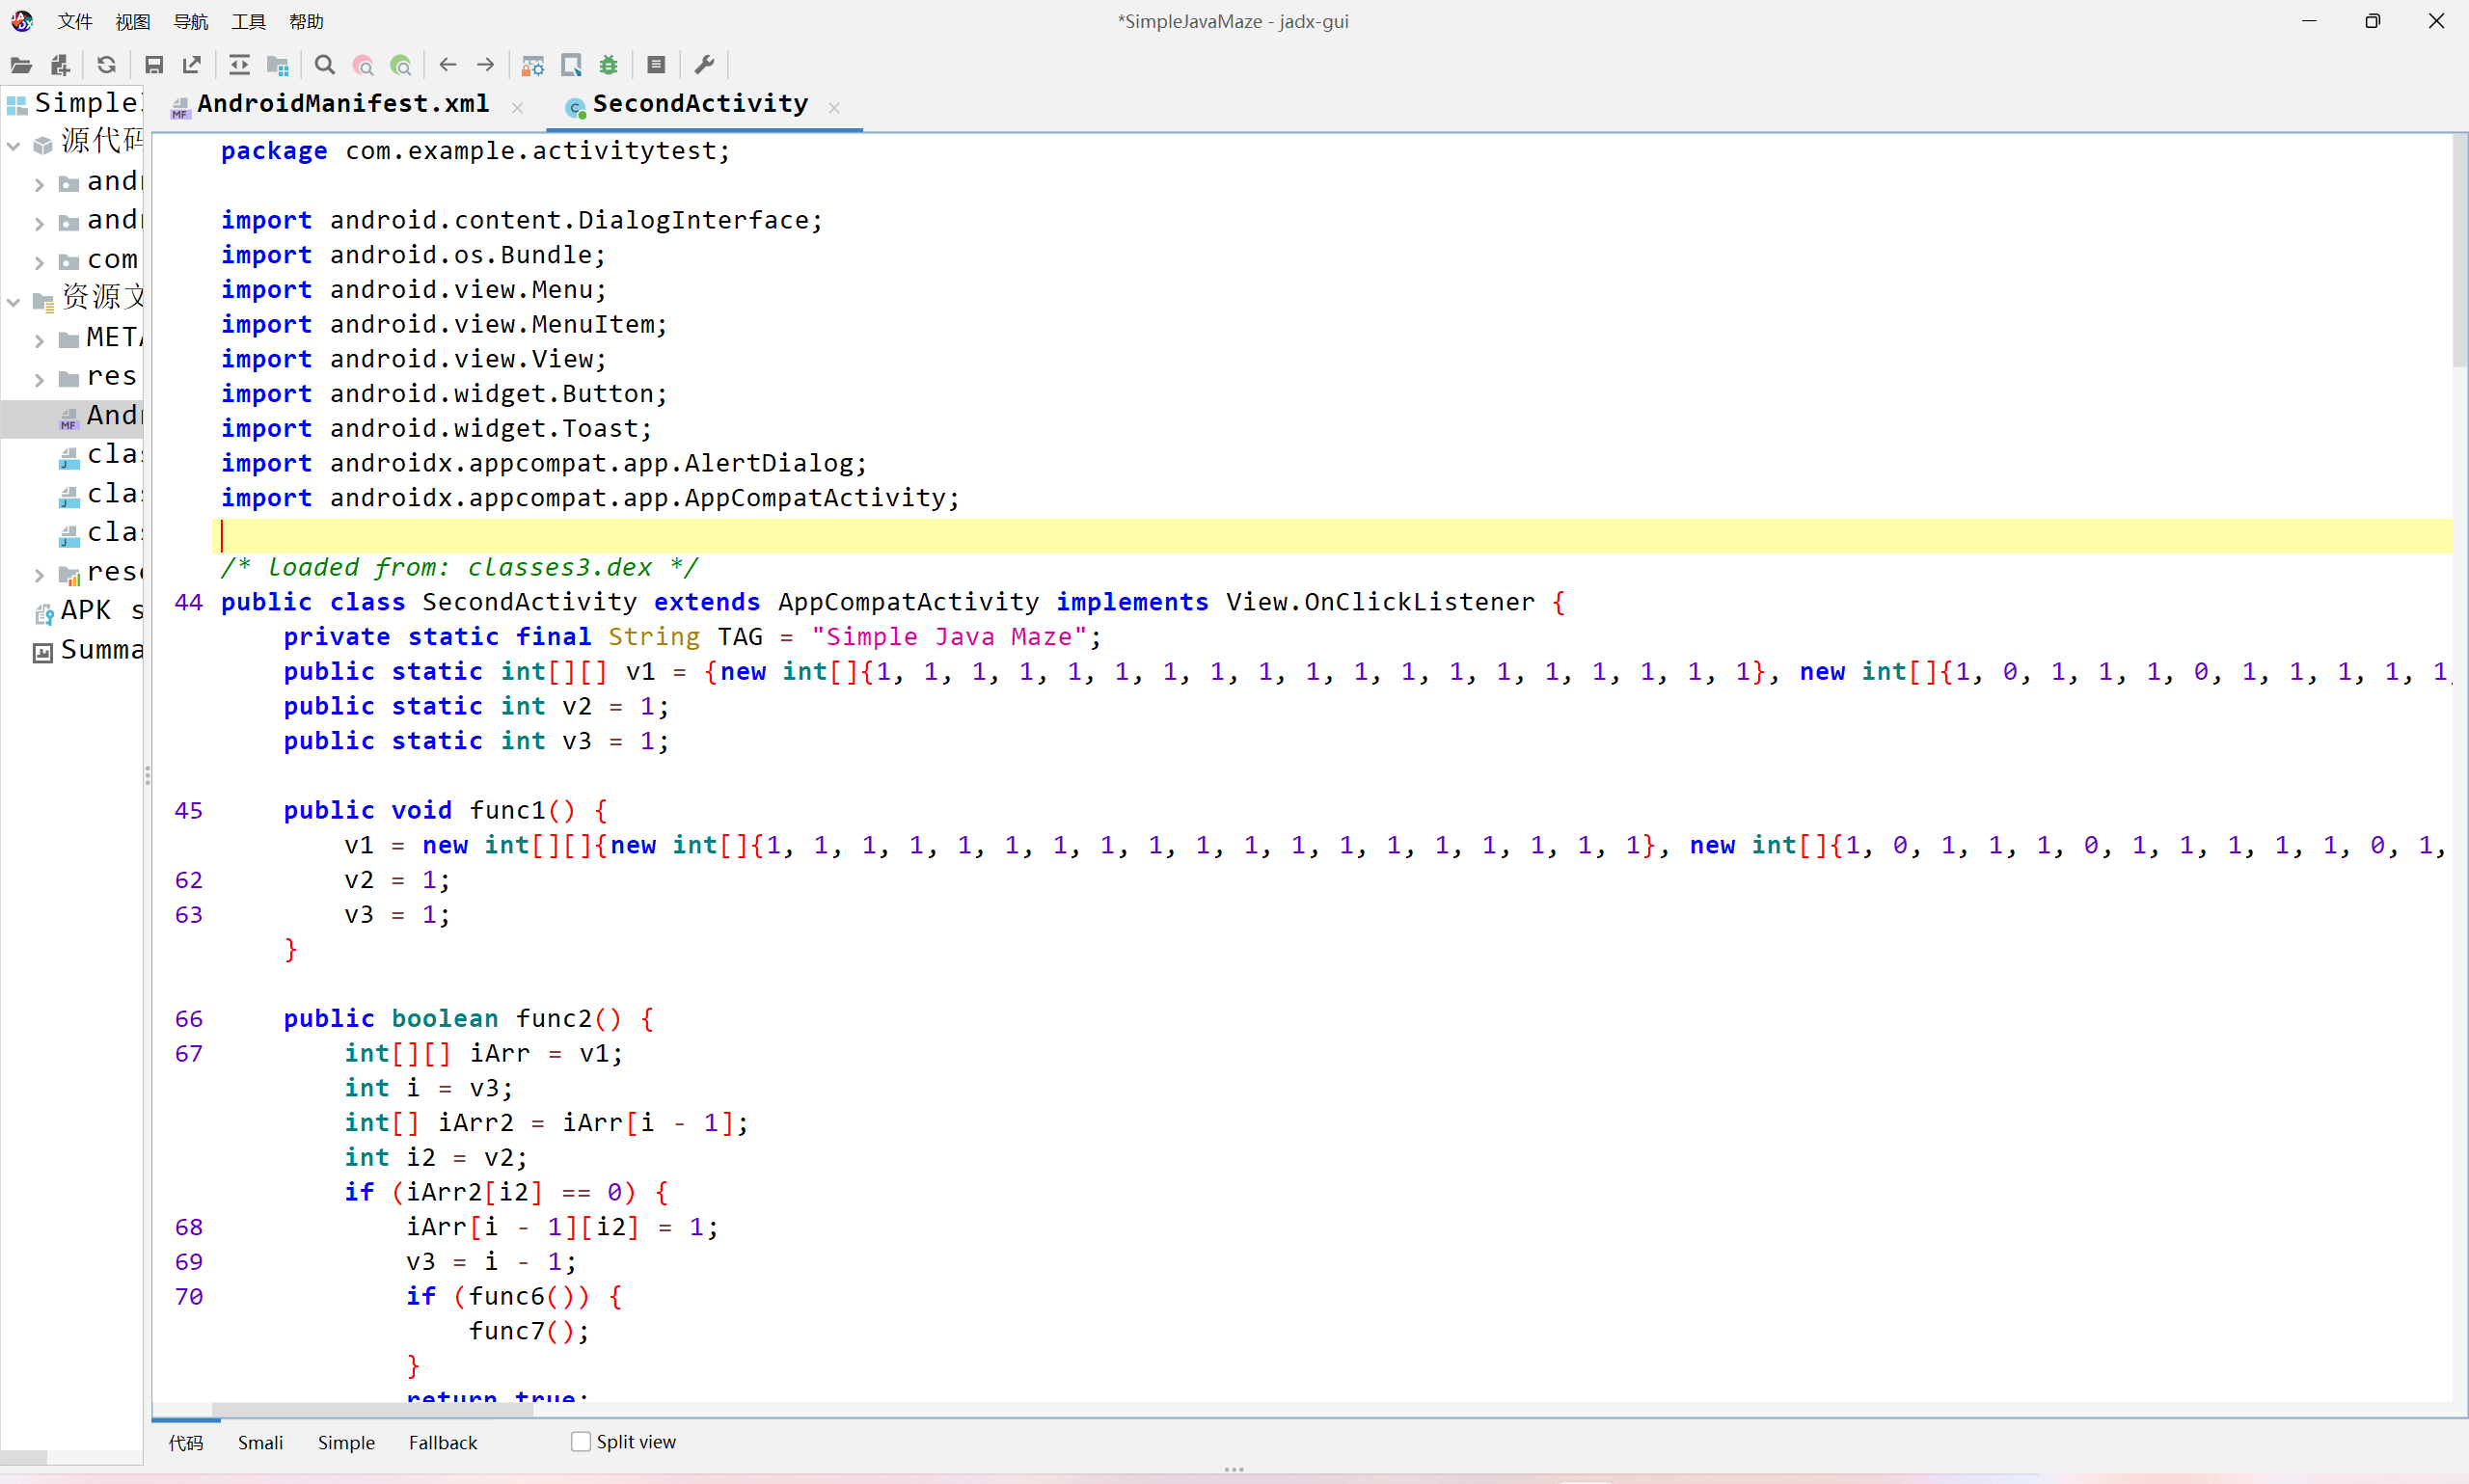 文件 视图 导航 工具 帮助
*SimpleJavaMaze - jadx-gui
Simple
源代码
andr
andr
com
资源文
META
res
Andr
clas
clas
clas
reso
APK s
Summa
AndroidManifest.xml
SecondActivity
package com.example.activitytest;
import android.content.DialogInterface;
import android.os.Bundle;
import android.view.Menu;
import android.view.MenuItem;
import android.view.View;
import android.widget.Button;
import android.widget.Toast;
import androidx.appcompat.app.AlertDialog;
import androidx.appcompat.app.AppCompatActivity;
/* loaded from: classes3.dex */
44 public class SecondActivity extends AppCompatActivity implements View.OnClickListener {
private static final String TAG = "Simple Java Maze";
public static int[][] v1 = {new int[]{1, 1, 1, 1, 1, 1, 1, 1, 1, 1, 1, 1, 1, 1, 1, 1, 1, 1, 1}, new int[]{1, 0, 1, 1, 1, 0, 1, 1, 1, 1, 1,
public static int v2 = 1;
public static int v3 = 1;
45 public void func1() {
v1 = new int[][]{new int[]{1, 1, 1, 1, 1, 1, 1, 1, 1, 1, 1, 1, 1, 1, 1, 1, 1, 1, 1}, new int[]{1, 0, 1, 1, 1, 0, 1, 1, 1, 1, 1, 0, 1,
62 v2 = 1;
63 v3 = 1;
}
66 public boolean func2() {
67 int[][] iArr = v1;
int i = v3;
int[] iArr2 = iArr[i - 1];
int i2 = v2;
if (iArr2[i2] == 0) {
68 iArr[i - 1][i2] = 1;
69 v3 = i - 1;
70 if (func6()) {
func7();
}
return true;
代码 Smali Simple Fallback Split view